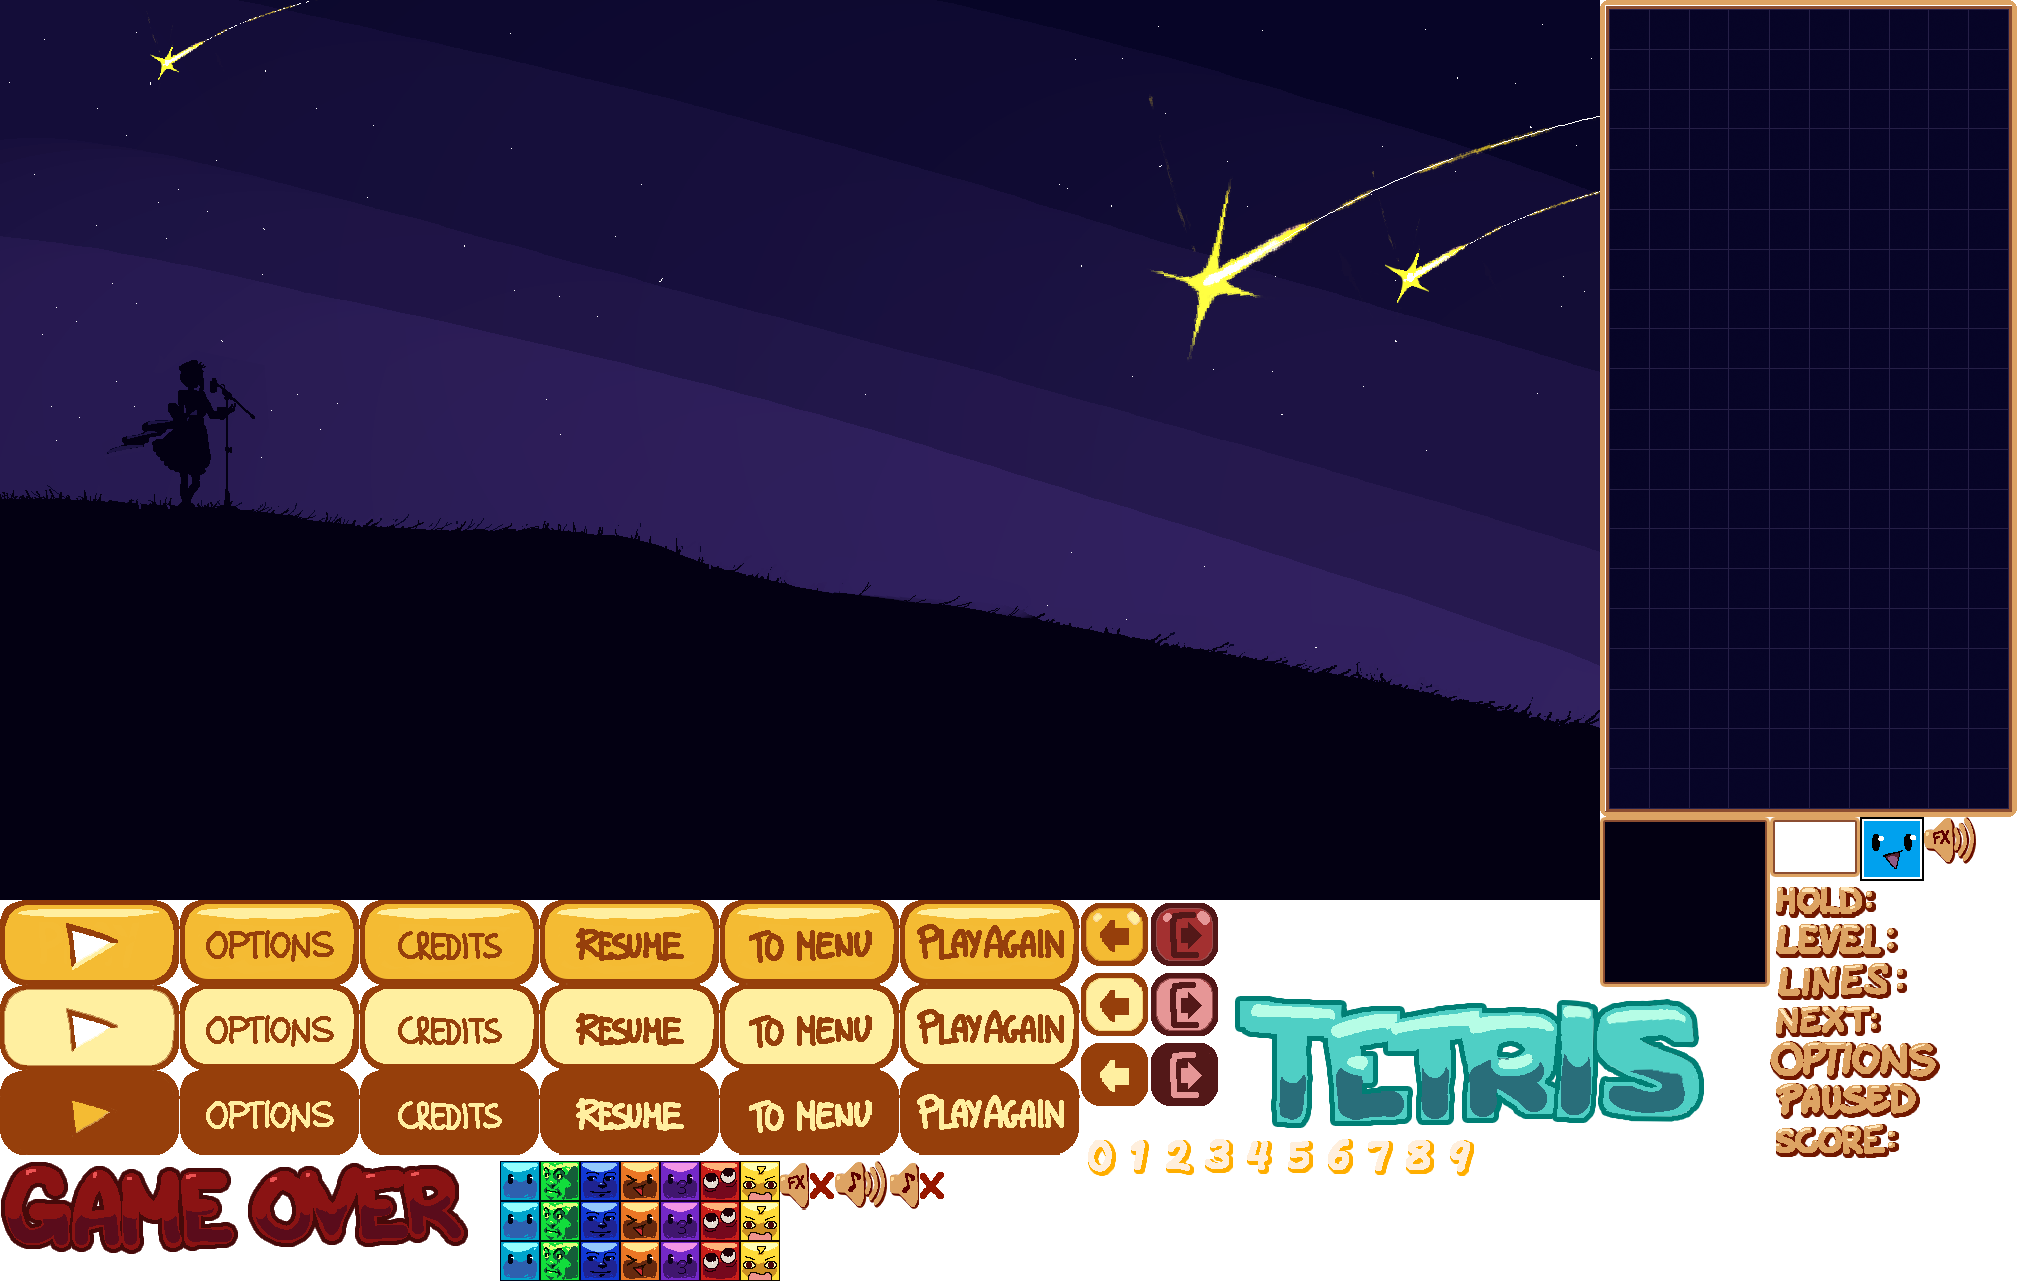 FX
HOLD:
LEVEL:
LINES:
NEXT:
OPTIONS
PAUSED
SCORE:
OPTIONS CREDITS RESUME TO MENU PLAY AGAIN
OPTIONS CREDITS RESUME TO MENU PLAY AGAIN
OPTIONS CREDITS RESUME TO MENU PLAY AGAIN
TETRIS
0 1 2 3 4 5 6 7 8 9
GAME OVER
FX X X